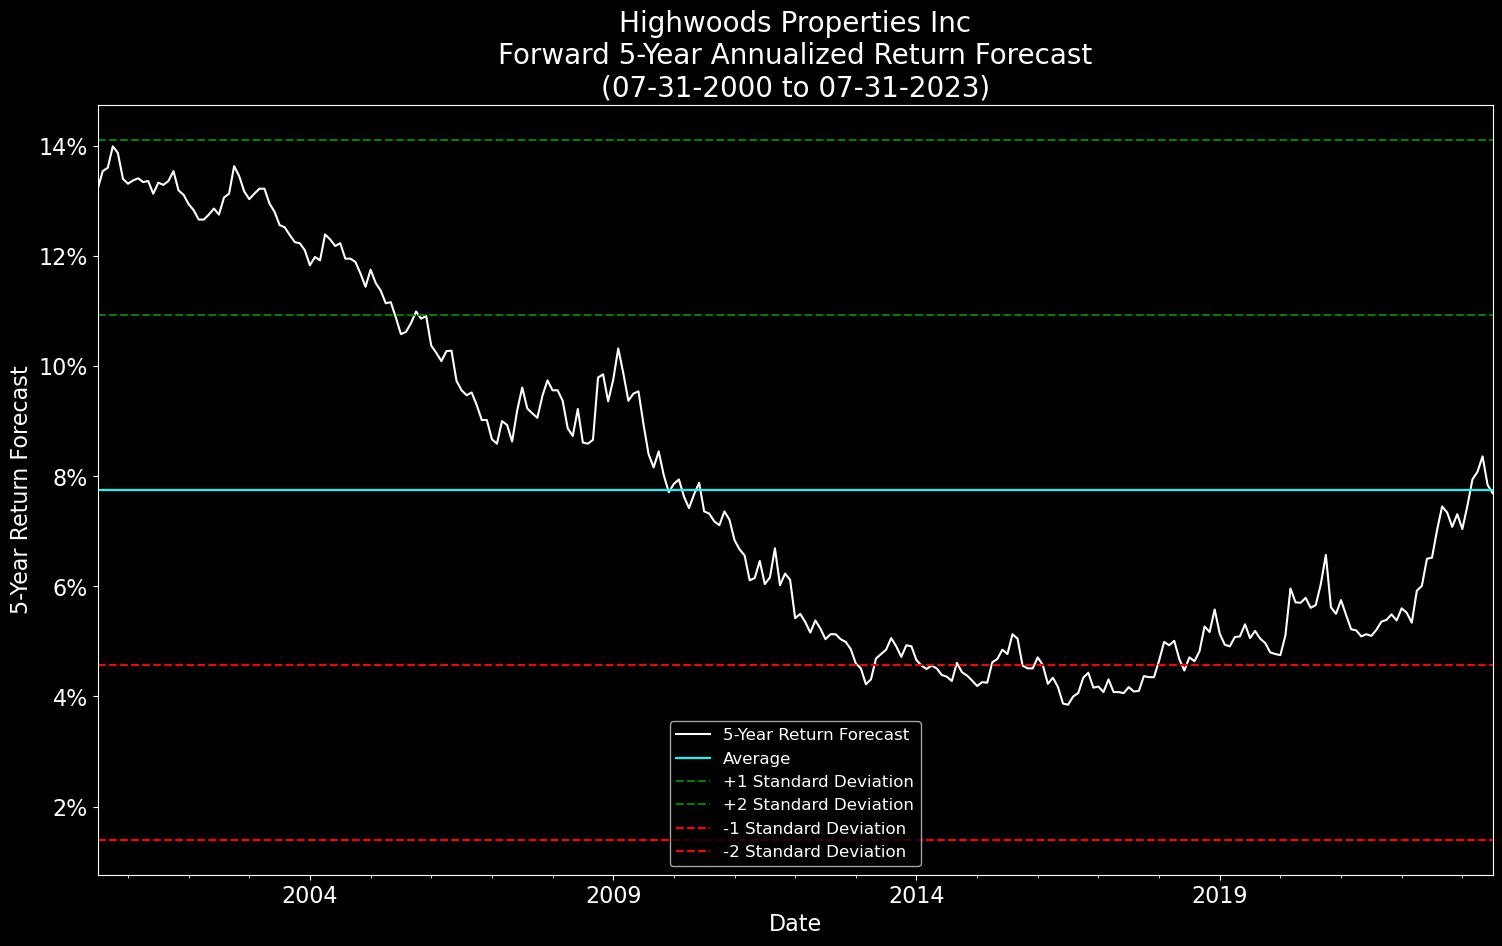 Highwoods Properties Inc
Forward 5-Year Annualized Return Forecast
(07-31-2000 to 07-31-2023)
5-Year Return Forecast
14%
12%
10%
8%
6%
4%
2%
5-Year Return Forecast
Average
+1 Standard Deviation
+2 Standard Deviation
-1 Standard Deviation
-2 Standard Deviation
2004
2009
2014
2019
Date